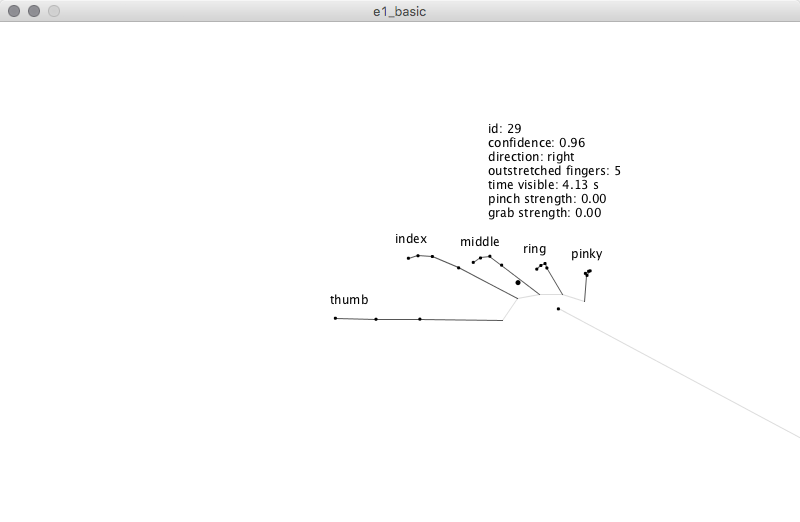 e1_basic
id: 29
confidence: 0.96
direction: right
outstretched fingers: 5
time visible: 4.13 s
pinch strength: 0.00
grab strength: 0.00
index
middle
ring
pinky
thumb